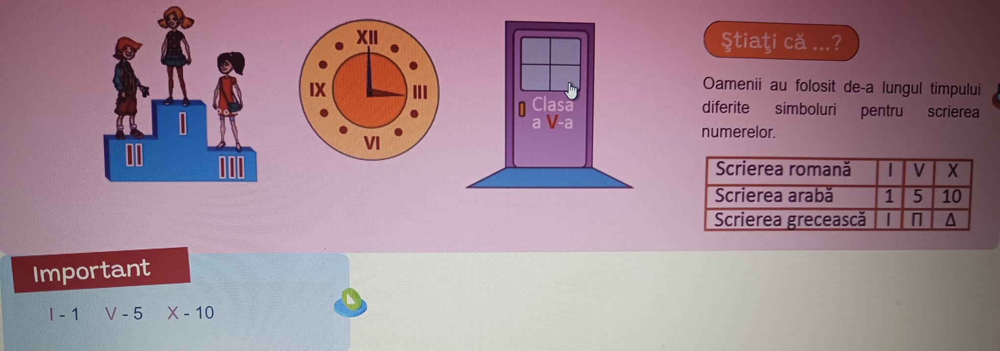 I
II
III
XII
IX
III
VI
Clasa
a V-a
Ştiaţi că ...?
Oamenii au folosit de-a lungul timpului
diferite simboluri pentru scrierea
numerelor.
Scrierea romană I V X
Scrierea arabă 1 5 10
Scrierea grecească I Π Δ
Important
I - 1 V - 5 X - 10